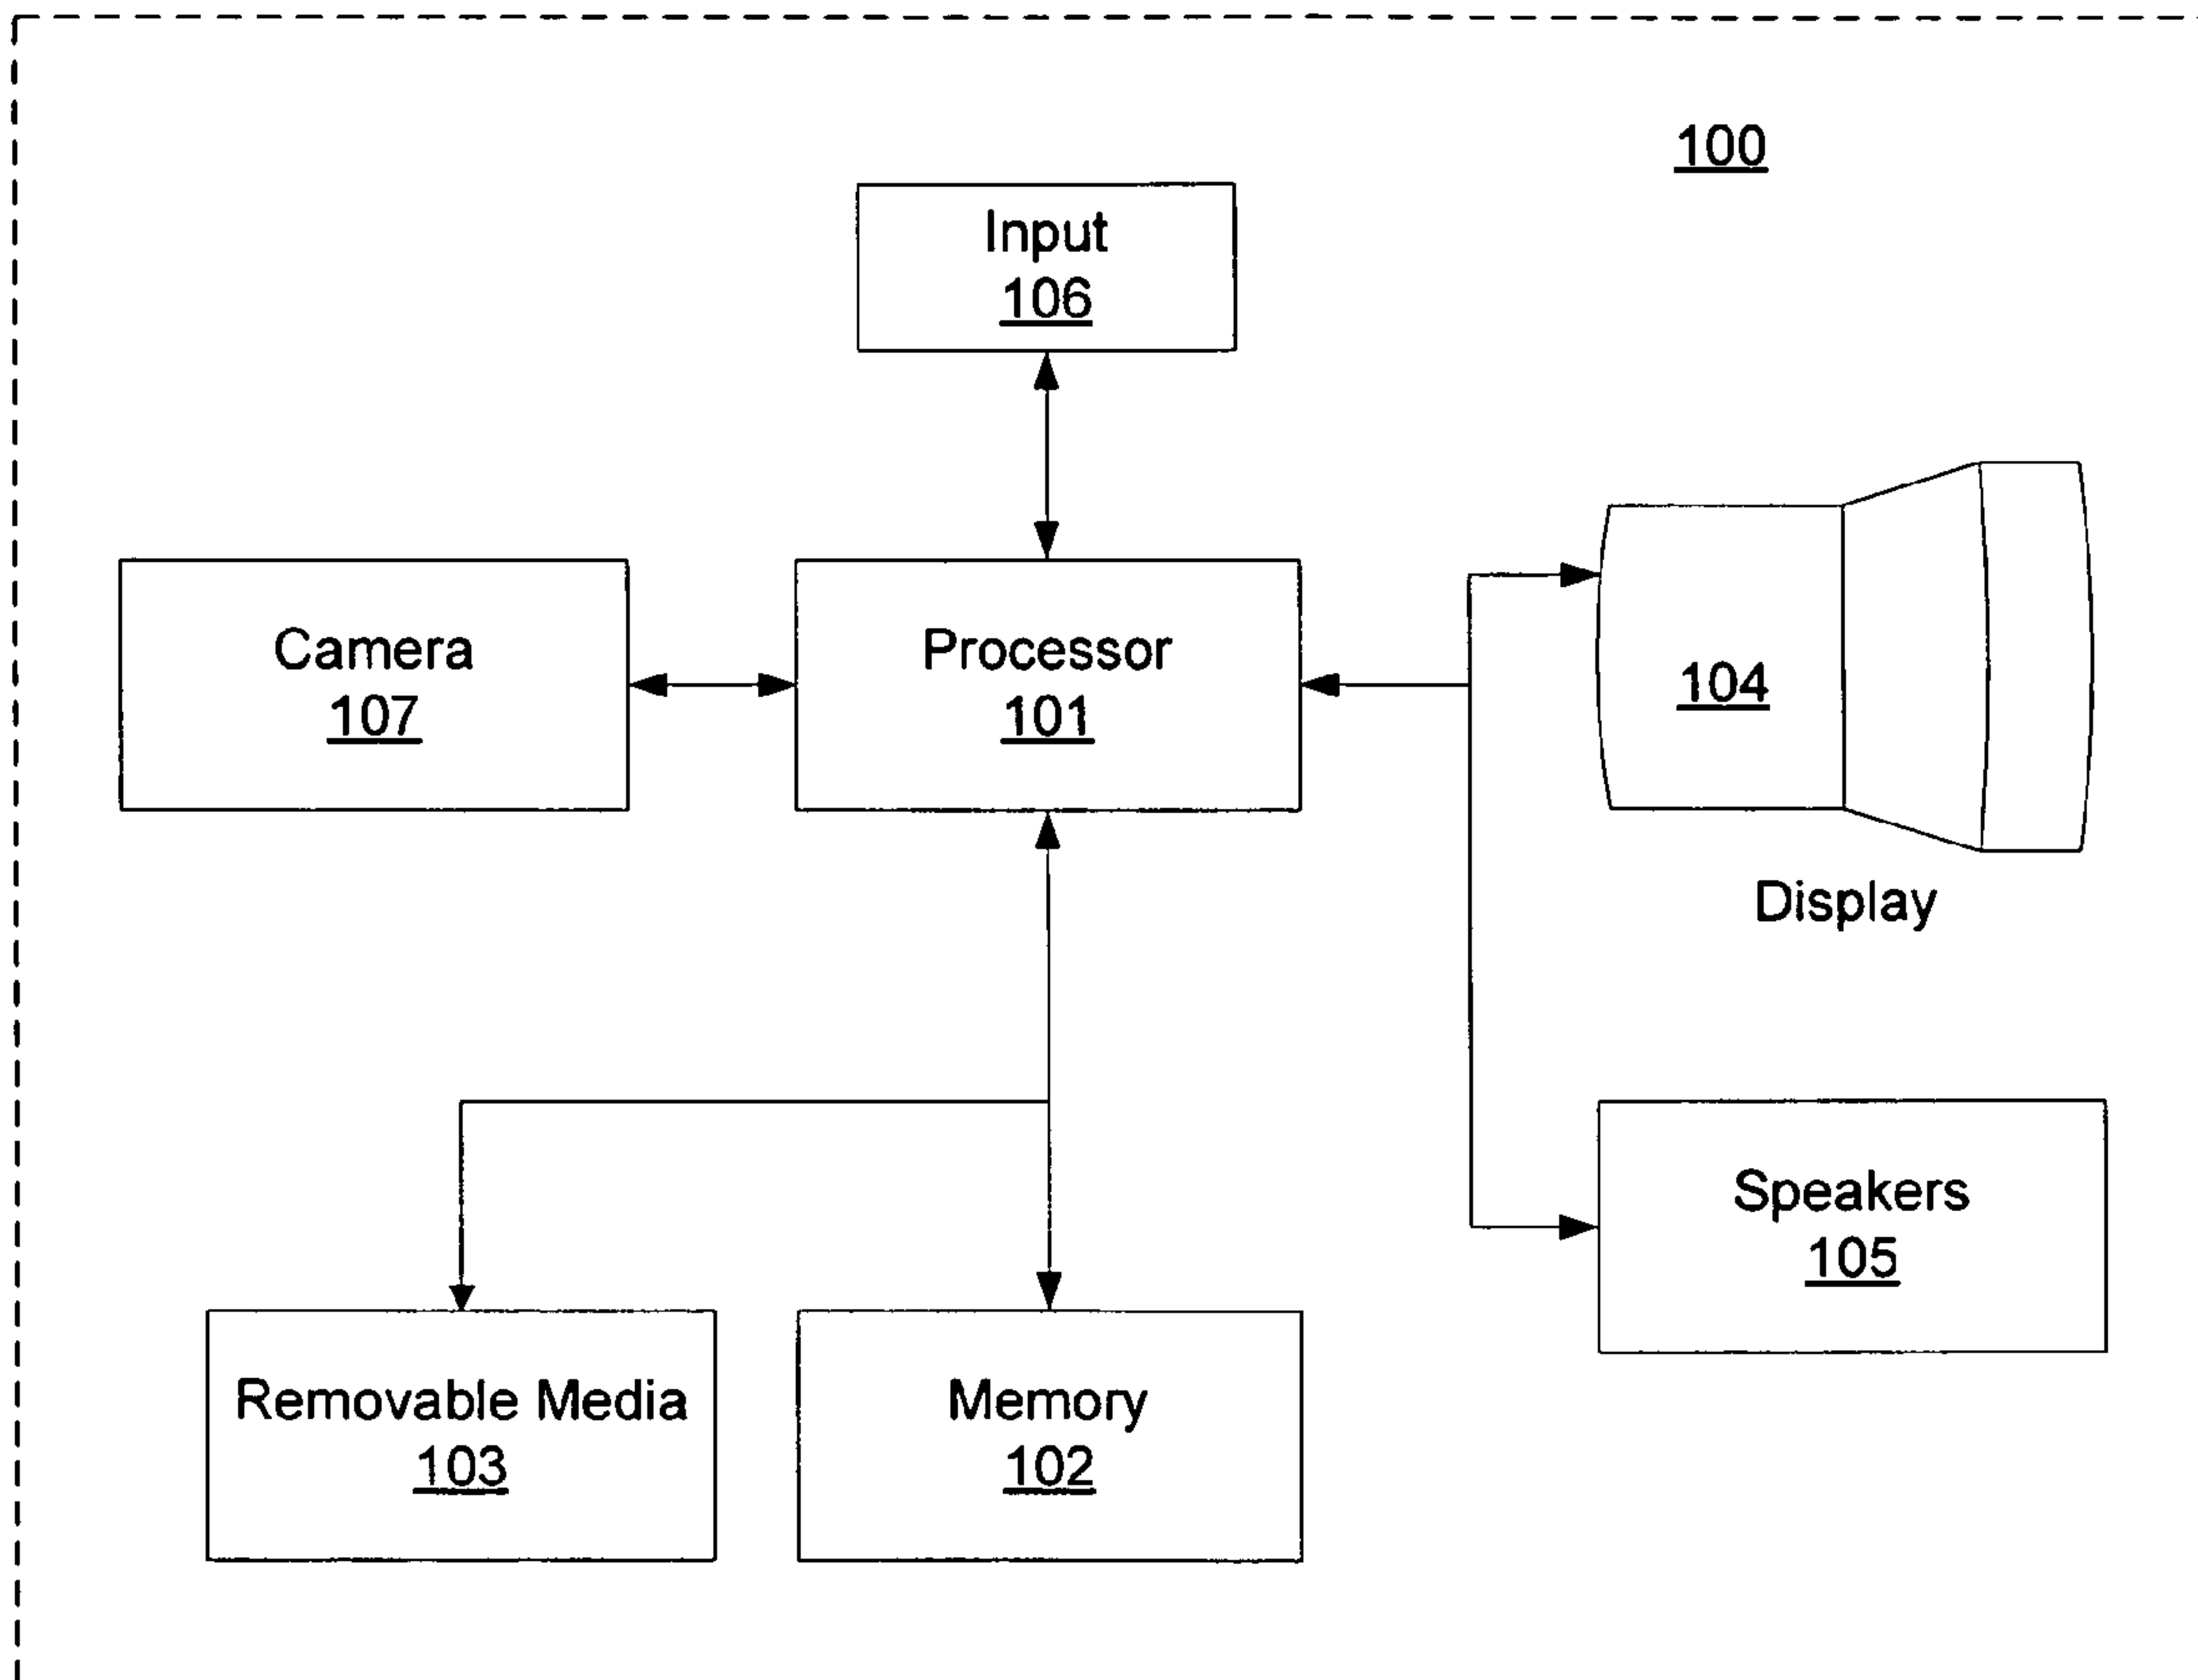 100
Input
106
Camera
107
Processor
101
104
Display
Speakers
105
Removable Media
103
Memory
102